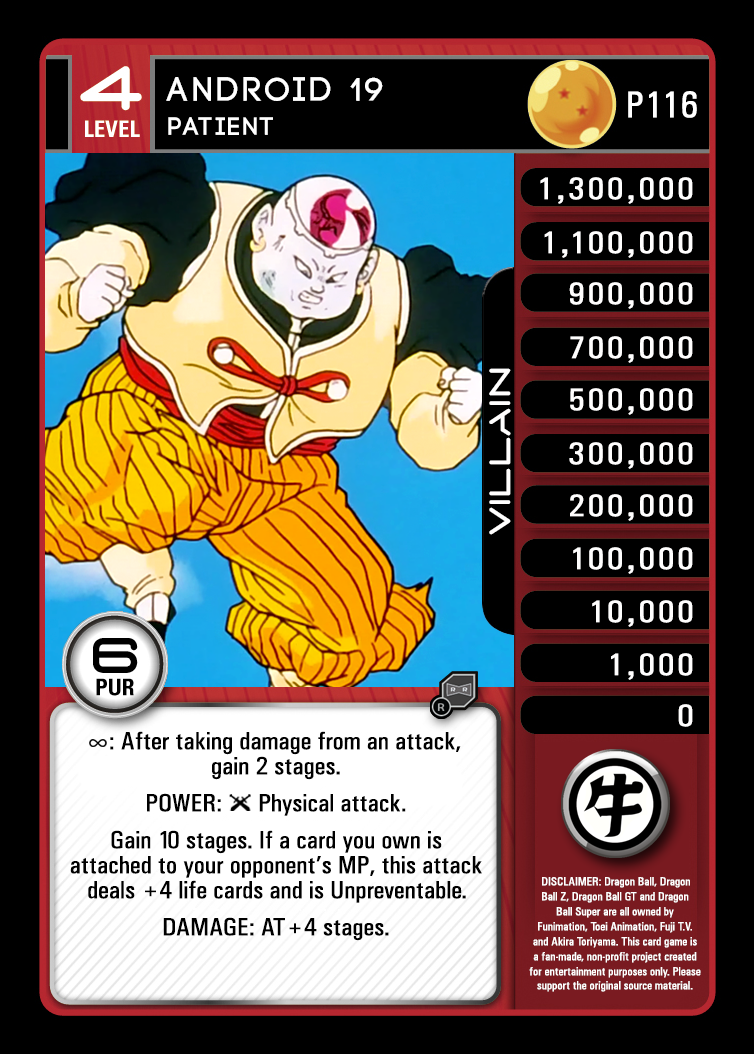 4
LEVEL
ANDROID 19
PATIENT
P116
1,300,000
1,100,000
900,000
700,000
500,000
300,000
200,000
100,000
10,000
1,000
0
VILLAIN
6
PUR
R R
R
∞: After taking damage from an attack,
gain 2 stages.
POWER: Physical attack.
Gain 10 stages. If a card you own is
attached to your opponent's MP, this attack
deals +4 life cards and is Unpreventable.
DAMAGE: AT+4 stages.
牛
DISCLAIMER: Dragon Ball, Dragon
Ball Z, Dragon Ball GT and Dragon
Ball Super are all owned by
Funimation, Toei Animation, Fuji T.V.
and Akira Toriyama. This card game is
a fan-made, non-profit project created
for entertainment purposes only. Please
support the original source material.